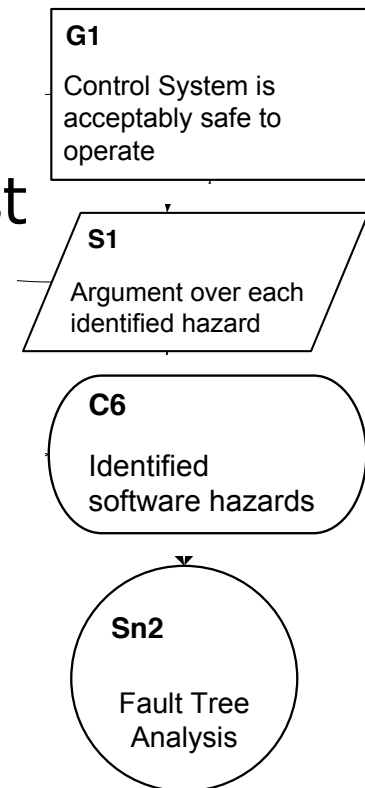 G1
Control System is
acceptably safe to
operate
st
S1
Argument over each
identified hazard
C6
Identified
software hazards
Sn2
Fault Tree
Analysis